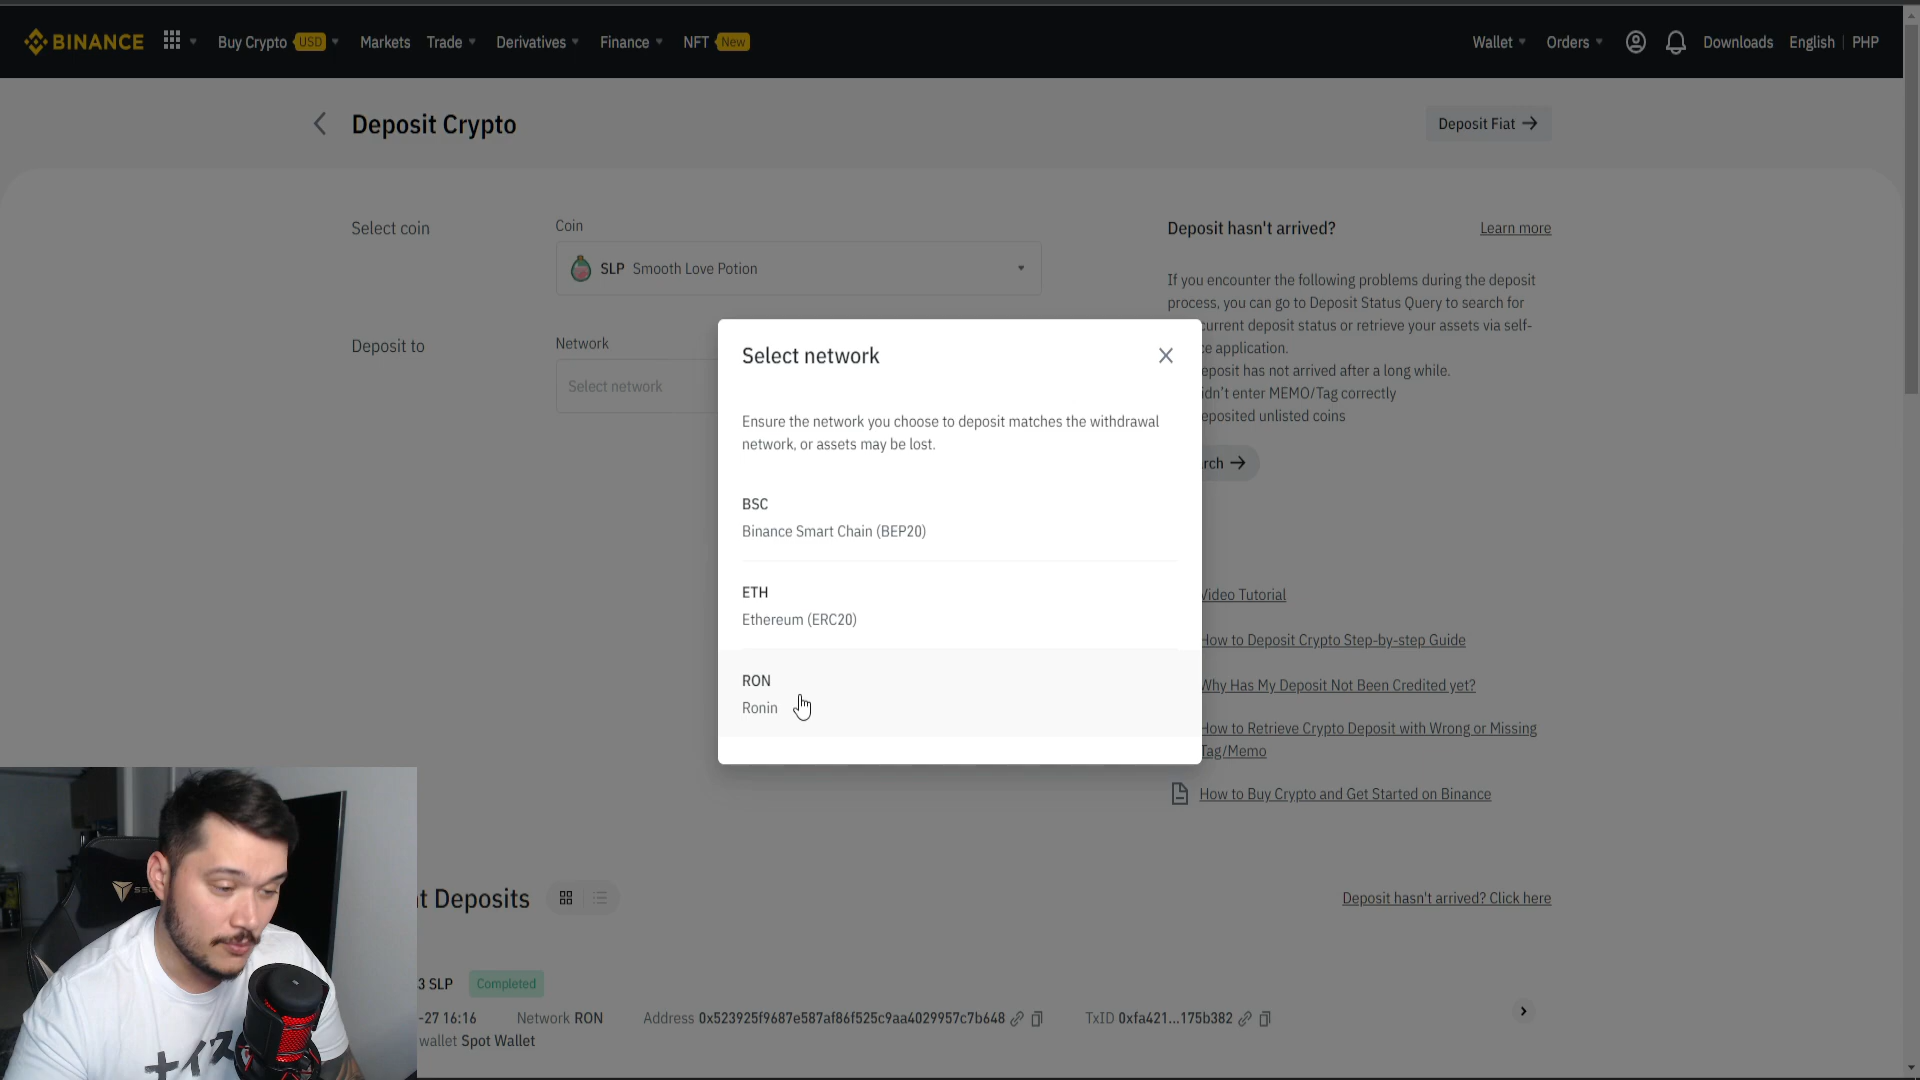 BINANCE
Buy Crypto USD
Markets
Trade
Derivatives
Finance
NFT New
Wallet
Orders
Downloads
English
PHP
Deposit Crypto
Deposit Fiat
Select coin
Coin
SLP Smooth Love Potion
Deposit to
Network
Select network
Deposit hasn't arrived?
Learn more
If you encounter the following problems during the deposit
process, you can go to Deposit Status Query to search for
current deposit status or retrieve your assets via self-
application.
has not arrived after a long while.
enter MEMO/Tag correctly
unlisted coins
Select network
Ensure the network you choose to deposit matches the withdrawal
network, or assets may be lost.
BSC
Binance Smart Chain (BEP20)
ETH
Ethereum (ERC20)
RON
Ronin
Video Tutorial
How to Deposit Crypto Step-by-step Guide
Why Has My Deposit Not Been Credited yet?
How to Retrieve Crypto Deposit with Wrong or Missing
Tag/Memo
How to Buy Crypto and Get Started on Binance
t Deposits
Deposit hasn't arrived? Click here
3 SLP
Completed
-27 16:16
Network RON
Address 0x523925f9687e587af86f525c9aa4029957c7b648
TxID 0xfa421...175b382
wallet Spot Wallet
ナイス